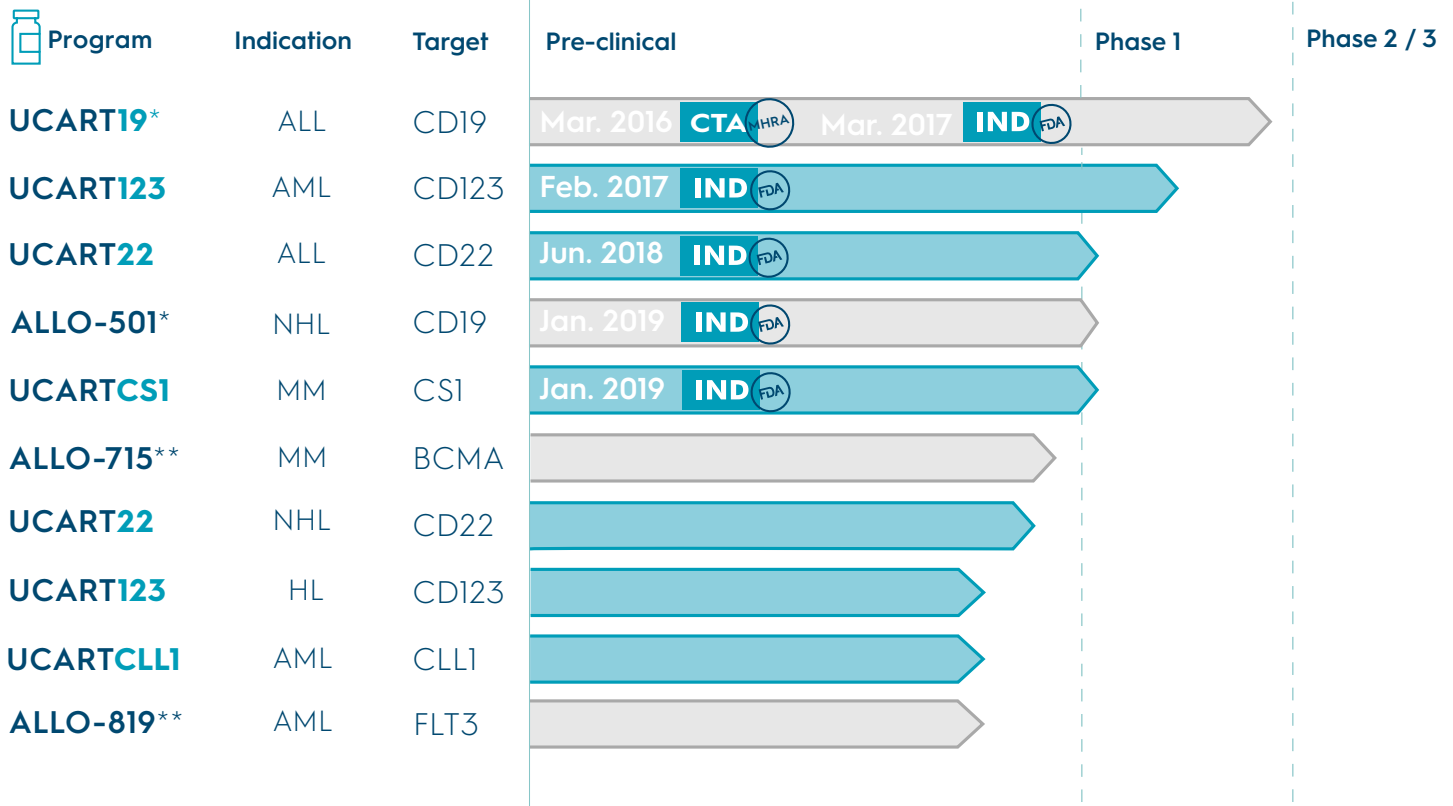 Program Indication Target Pre-clinical Phase 1 Phase 2 / 3
UCART19* ALL CD19 Mar. 2016 CTA MHRA Mar. 2017 IND FDA
UCART123 AML CD123 Feb. 2017 IND FDA
UCART22 ALL CD22 Jun. 2018 IND FDA
ALLO-501* NHL CD19 Jan. 2019 IND FDA
UCARTCS1 MM CS1 Jan. 2019 IND FDA
ALLO-715** MM BCMA
UCART22 NHL CD22
UCART123 HL CD123
UCARTCLL1 AML CLL1
ALLO-819** AML FLT3